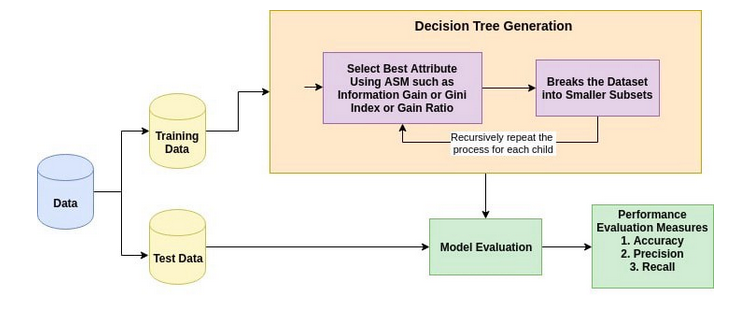 Decision Tree Generation
Select Best Attribute
Using ASM such as
Information Gain or Gini
Index or Gain Ratio
Breaks the Dataset
into Smaller Subsets
Recursively repeat the
process for each child
Training
Data
Data
Test Data
Model Evaluation
Performance
Evaluation Measures
1. Accuracy
2. Precision
3. Recall